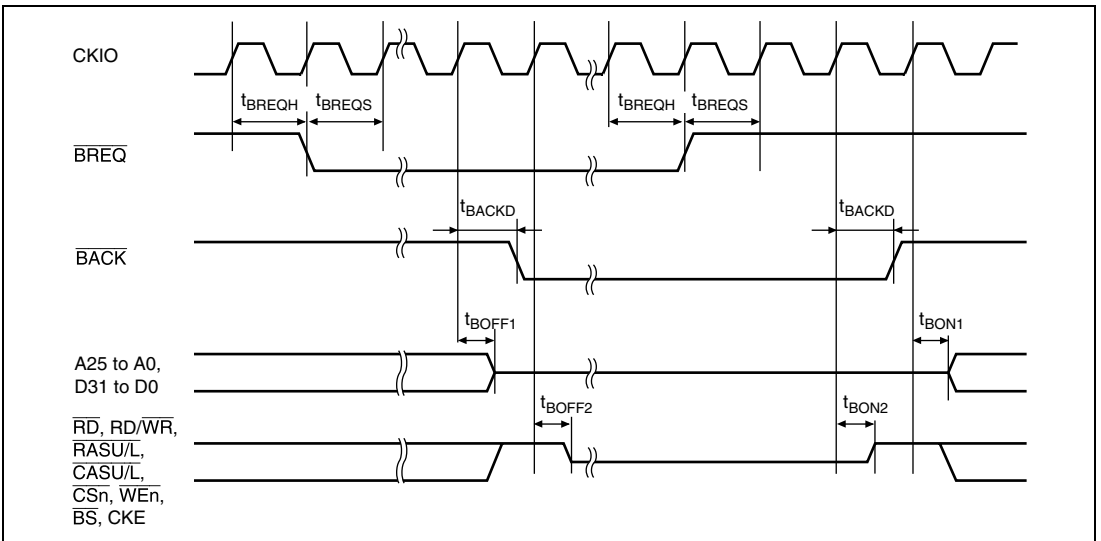 CKIO
tBREQH tBREQS tBREQH tBREQS
BREQ
tBACKD tBACKD
BACK
tBOFF1 tBON1
A25 to A0,
D31 to D0
tBOFF2 tBON2
RD, RD/WR,
RASU/L,
CASU/L,
CSn, WEn,
BS, CKE